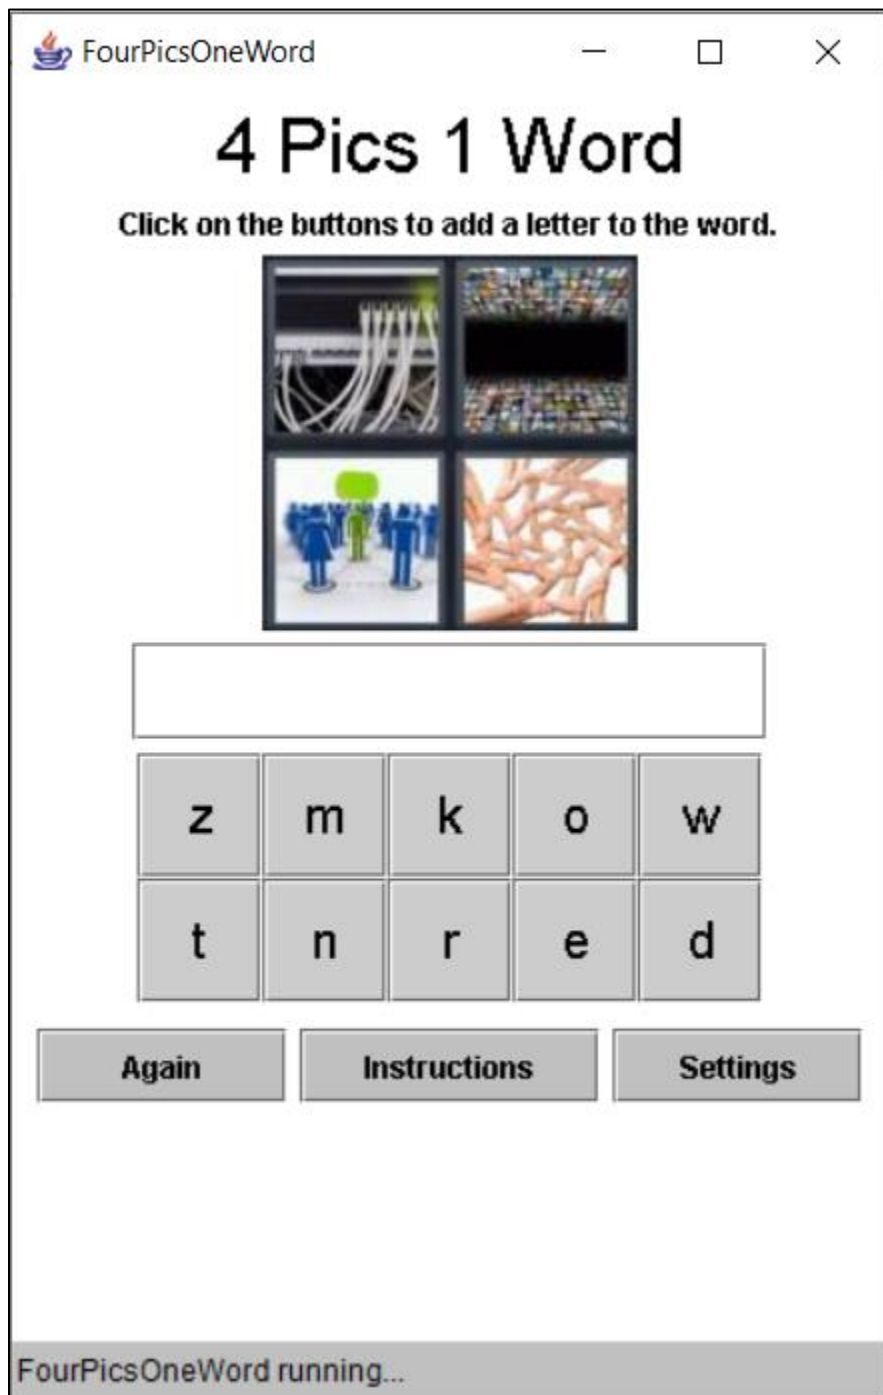 FourPicsOneWord
4 Pics 1 Word
Click on the buttons to add a letter to the word.
z m k o w
t n r e d
Again Instructions Settings
FourPicsOneWord running...